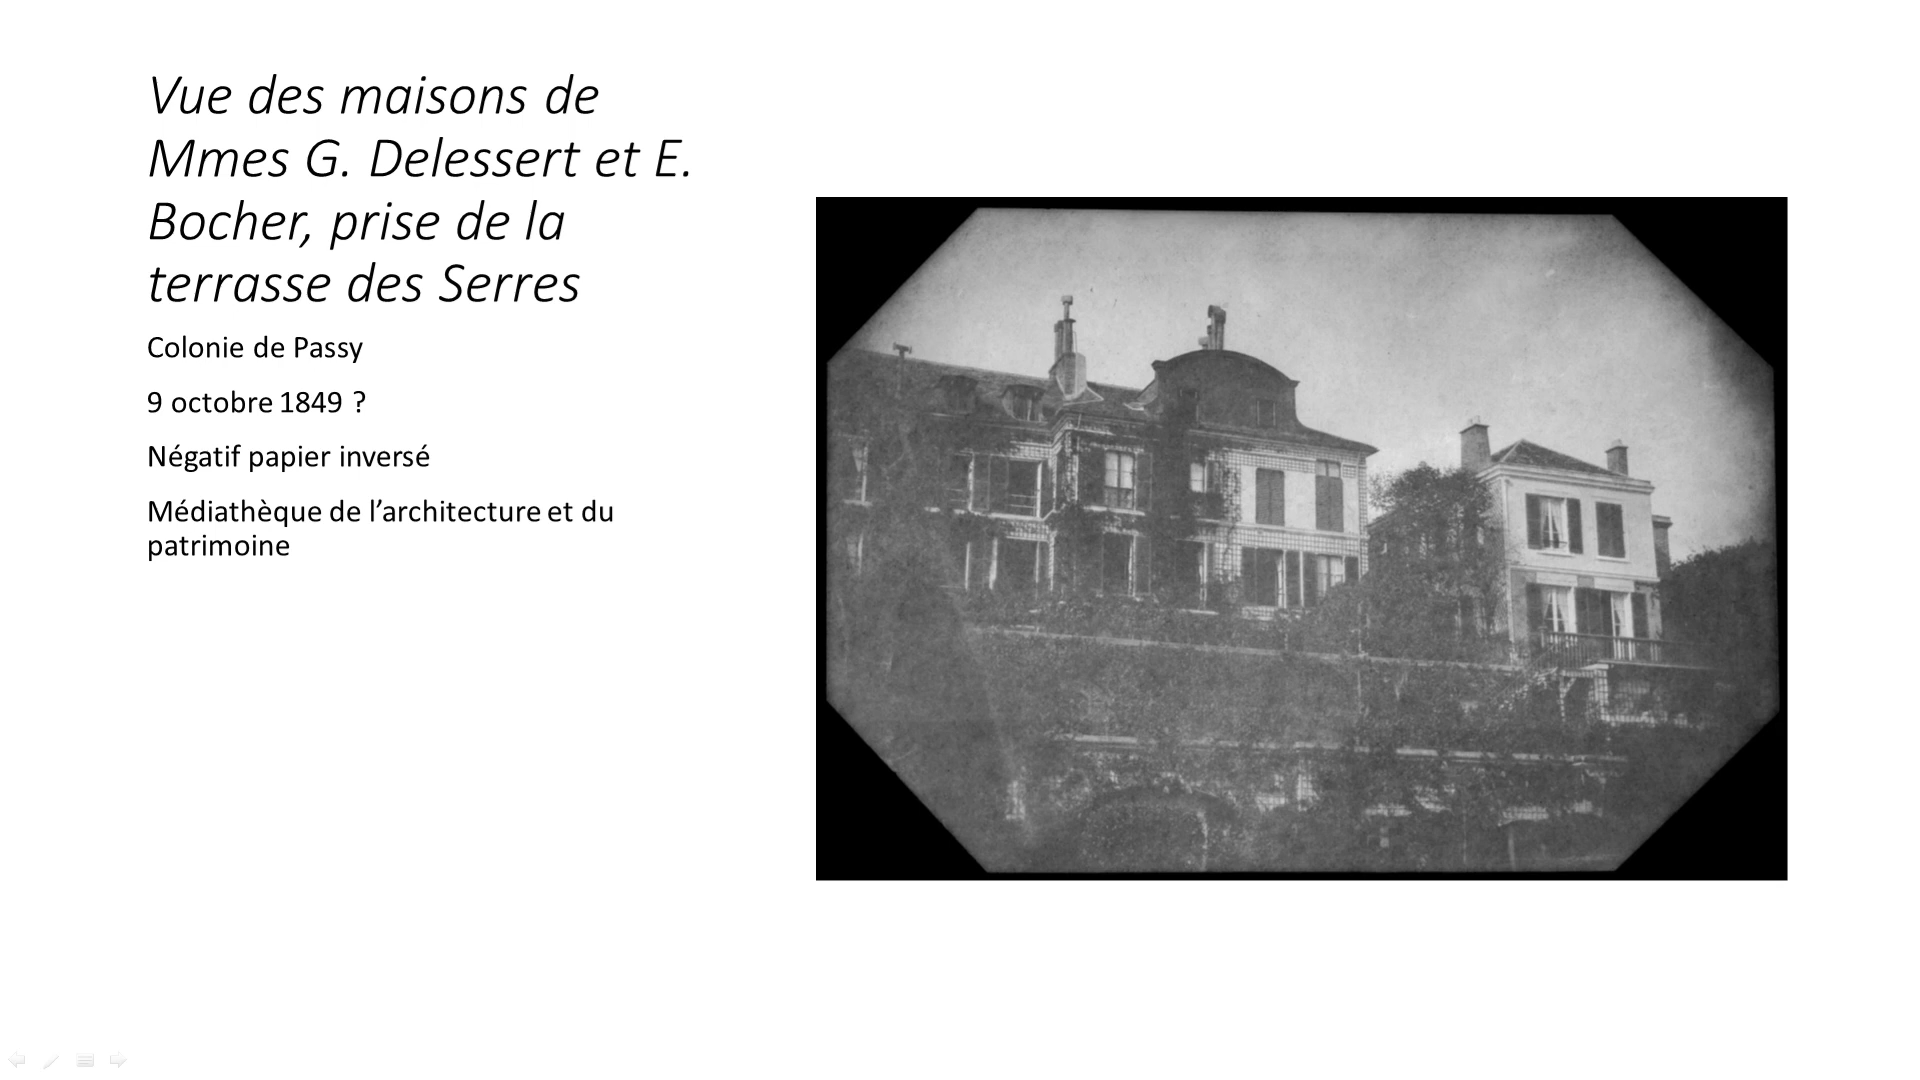 Vue des maisons de
Mmes G. Delessert et E.
Bocher, prise de la
terrasse des Serres
Colonie de Passy
9 octobre 1849 ?
Négatif papier inversé
Médiathèque de l’architecture et du
patrimoine